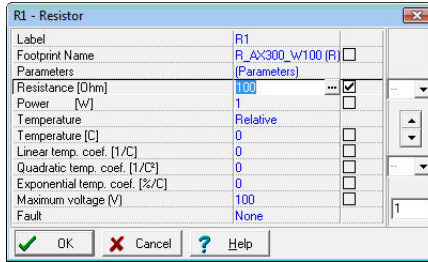 R1 - Resistor
Label R1
Footprint Name R_AX300_W100 (R)
Parameters (Parameters)
Resistance [Ohm] 100 ... --
Power [W] 1
Temperature Relative
Temperature [C] 0
Linear temp. coef. [1/C] 0
Quadratic temp. coef. [1/C²] 0 --
Exponential temp. coef. [%/C] 0
Maximum voltage (V) 100
Fault None 1
OK Cancel ? Help